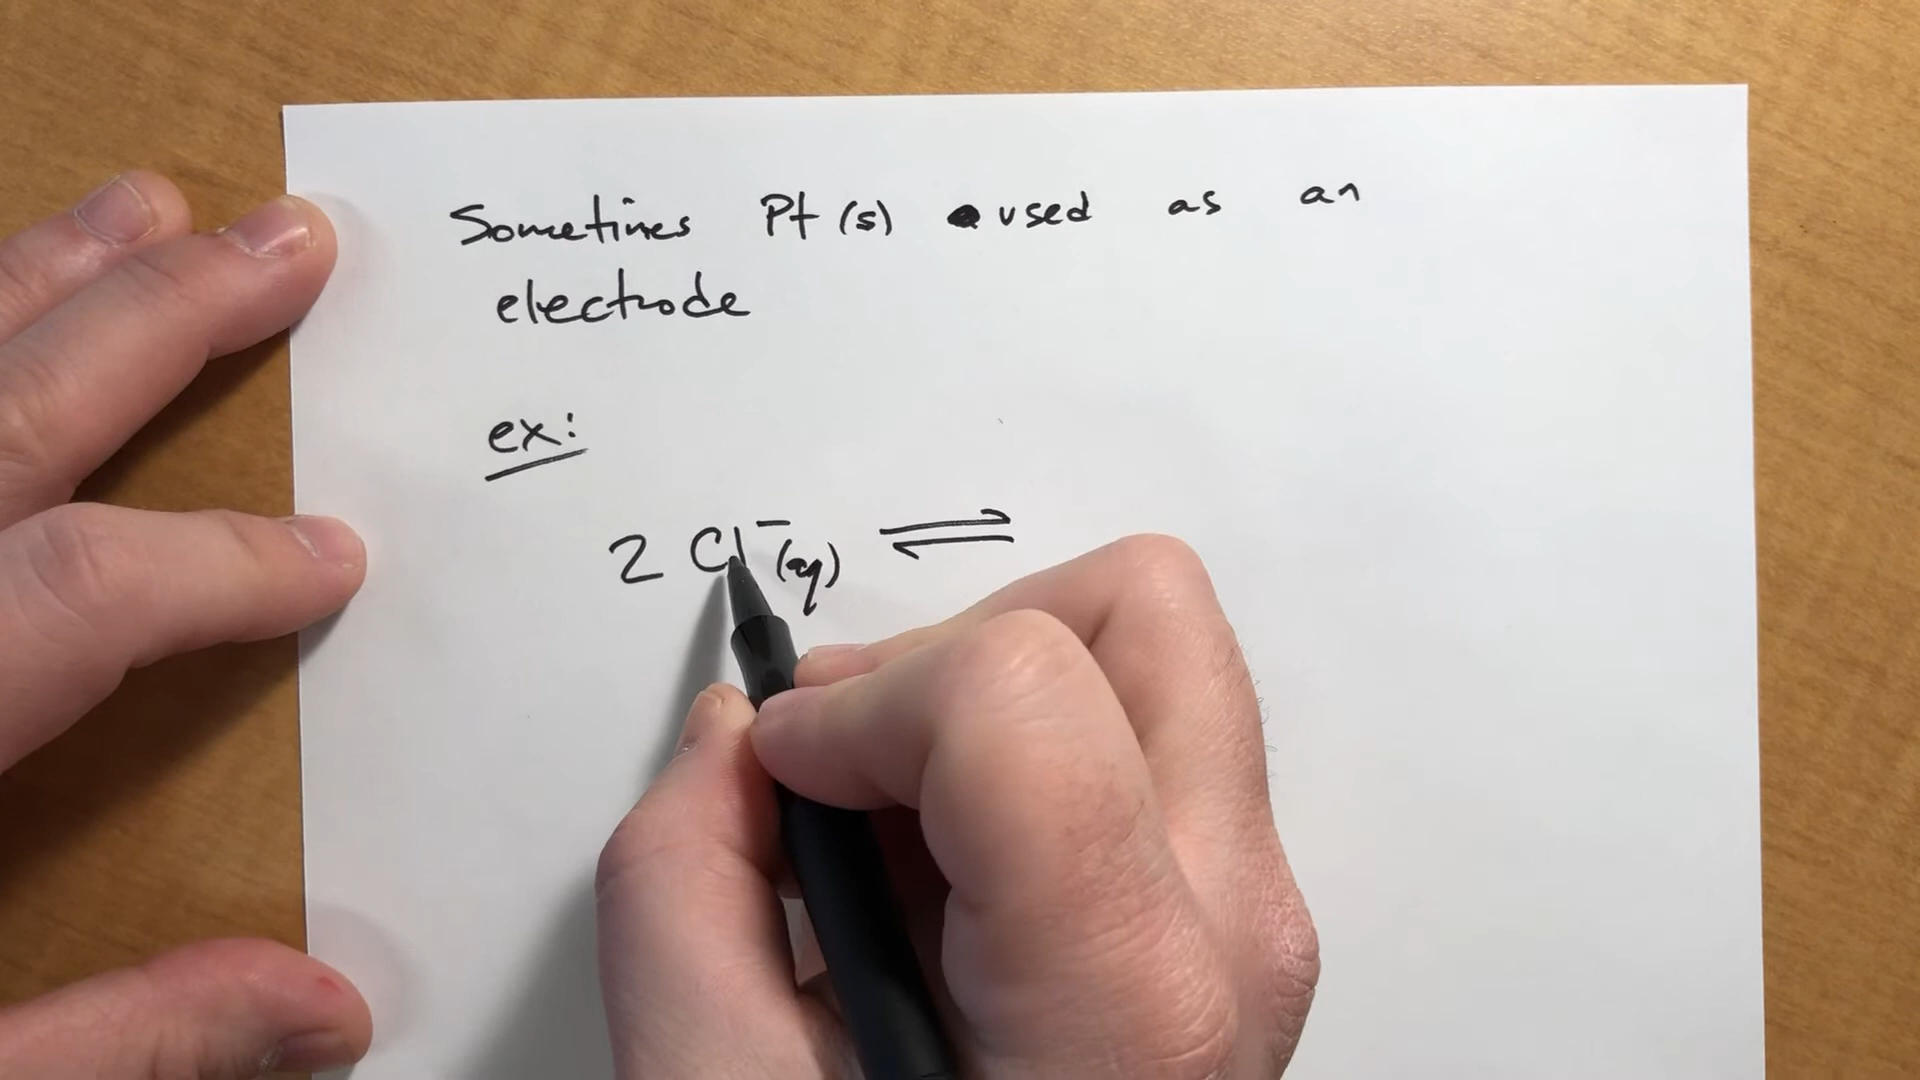 Sometimes Pt (s) used as an
electrode
ex:
2 Cl⁻(aq) ⇌